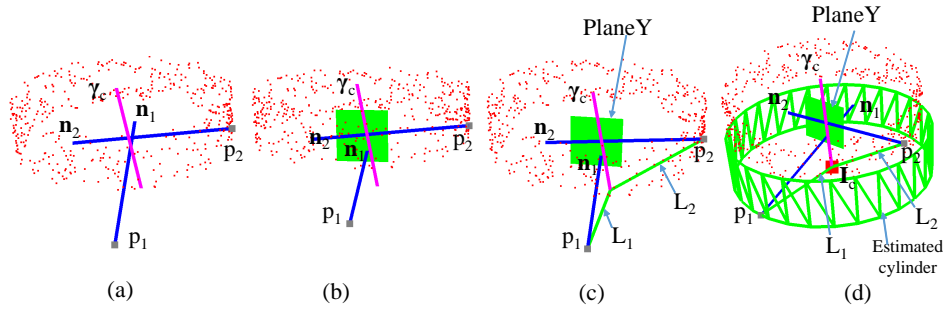 γc
n1
n2
p2
p1
(a)
γc
n2
n1
p2
p1
(b)
PlaneY
γc
n2
n1
p2
p1
L2
L1
(c)
PlaneY
γc
n2
n1
p2
Ic
p1
L2
L1
Estimated
cylinder
(d)